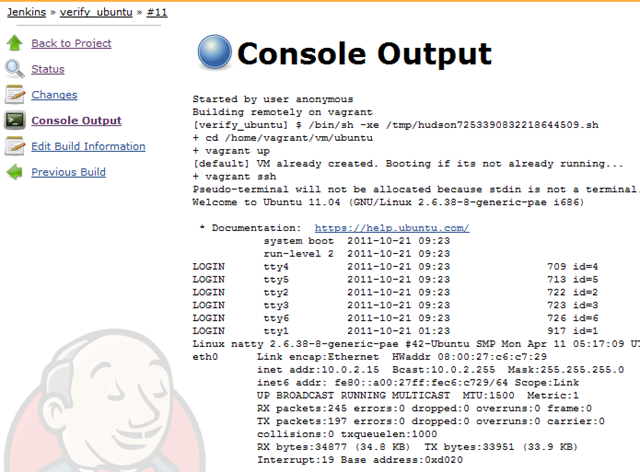 Jenkins » verify_ubuntu » #11
Back to Project
Status
Changes
Console Output
Edit Build Information
Previous Build
Console Output
Started by user anonymous
Building remotely on vagrant
[verify_ubuntu] $ /bin/sh -xe /tmp/hudson7253390832218644509.sh
+ cd /home/vagrant/vm/ubuntu
+ vagrant up
[default] VM already created. Booting if its not already running...
+ vagrant ssh
Pseudo-terminal will not be allocated because stdin is not a terminal.
Welcome to Ubuntu 11.04 (GNU/Linux 2.6.38-8-generic-pae i686)
* Documentation: https://help.ubuntu.com/
system boot 2011-10-21 09:23
run-level 2 2011-10-21 09:23
LOGIN tty4 2011-10-21 09:23 709 id=4
LOGIN tty5 2011-10-21 09:23 713 id=5
LOGIN tty2 2011-10-21 09:23 722 id=2
LOGIN tty3 2011-10-21 09:23 723 id=3
LOGIN tty6 2011-10-21 09:23 726 id=6
LOGIN tty1 2011-10-21 01:23 917 id=1
Linux natty 2.6.38-8-generic-pae #42-Ubuntu SMP Mon Apr 11 05:17:09
eth0 Link encap:Ethernet HWaddr 08:00:27:c6:c7:29
inet addr:10.0.2.15 Bcast:10.0.2.255 Mask:255.255.255.0
inet6 addr: fe80::a00:27ff:fec6:c729/64 Scope:Link
UP BROADCAST RUNNING MULTICAST MTU:1500 Metric:1
RX packets:245 errors:0 dropped:0 overruns:0 frame:0
TX packets:197 errors:0 dropped:0 overruns:0 carrier:0
collisions:0 txqueuelen:1000
RX bytes:34877 (34.8 KB) TX bytes:33951 (33.9 KB)
Interrupt:19 Base address:0xd020